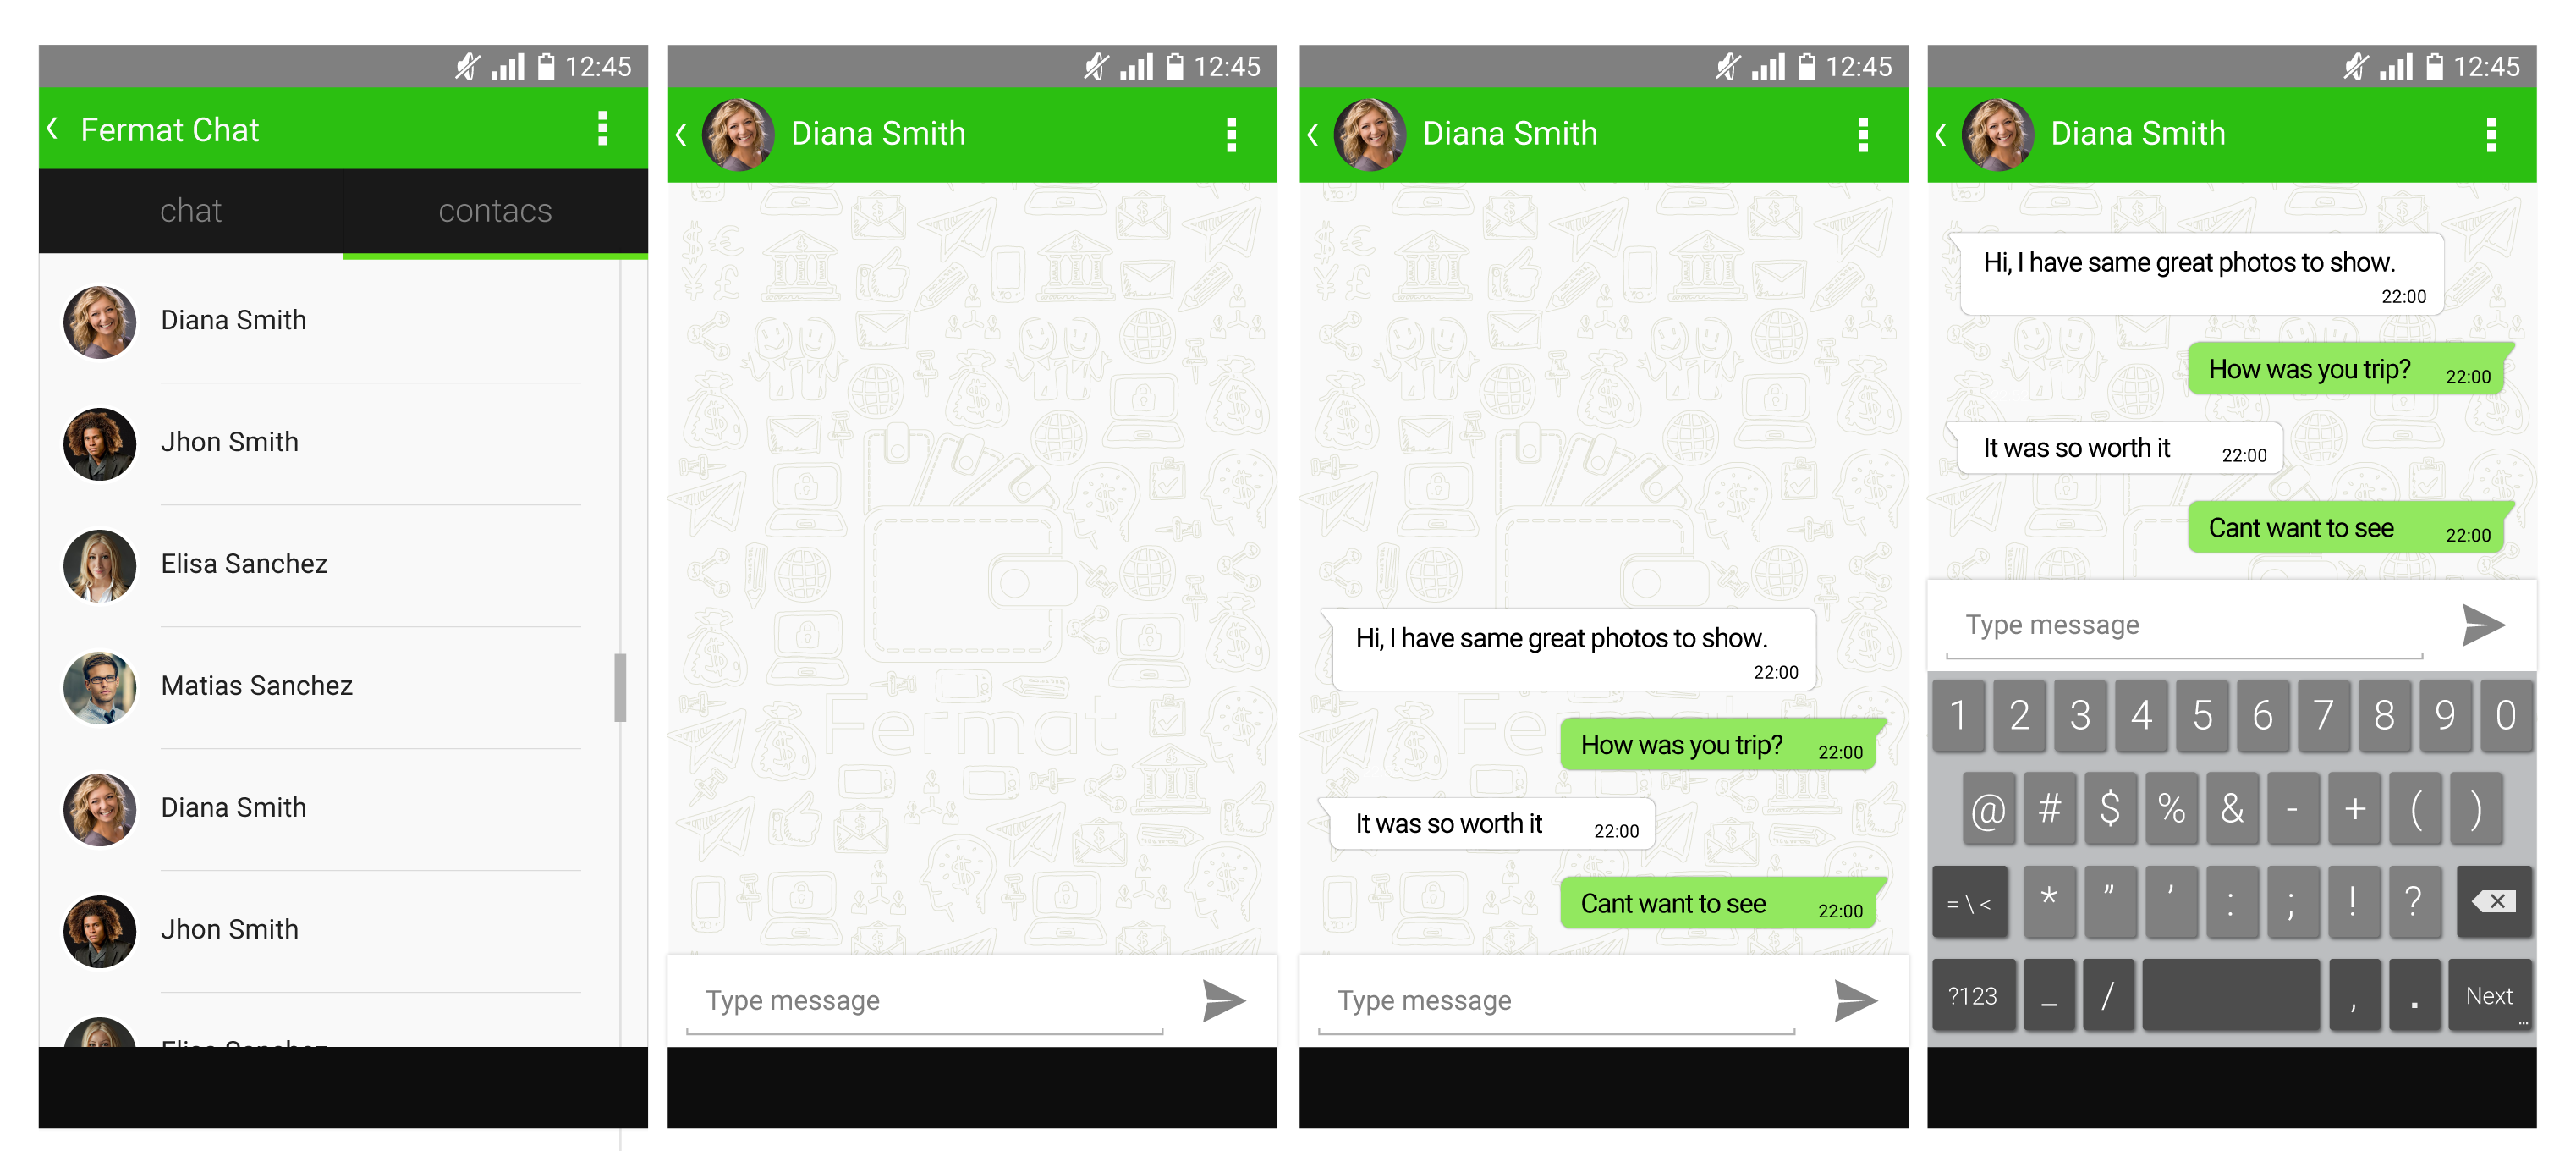 12:45
Fermat Chat
chat contacs
Diana Smith
Jhon Smith
Elisa Sanchez
Matias Sanchez
Diana Smith
Jhon Smith
Elisa Sanchez
12:45
Diana Smith
$ €
¥ £
Fermat
Type message
12:45
Diana Smith
$ €
¥ £
Hi, I have same great photos to show.
22:00
Fermat
How was you trip? 22:00
It was so worth it 22:00
Cant want to see 22:00
Type message
12:45
Diana Smith
$ €
¥ £
Hi, I have same great photos to show.
22:00
How was you trip? 22:00
It was so worth it 22:00
Cant want to see 22:00
Type message
1 2 3 4 5 6 7 8 9 0
@ # $ % & - + ( )
= \ < * " ' : ; ! ?
?123 _ / , . Next ...